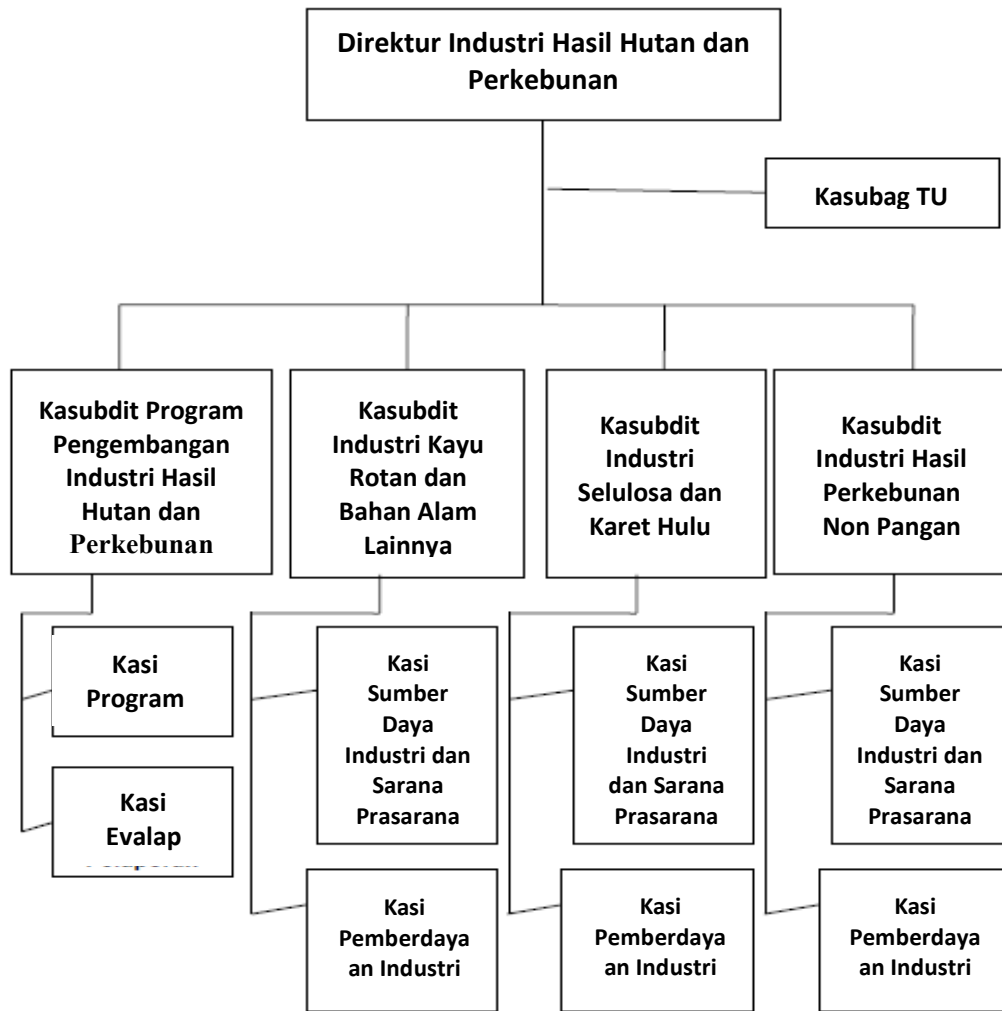 Direktur Industri Hasil Hutan dan
Perkebunan
Kasubag TU
Kasubdit Program
Pengembangan
Industri Hasil
Hutan dan
Perkebunan
Kasubdit
Industri Kayu
Rotan dan
Bahan Alam
Lainnya
Kasubdit
Industri
Selulosa dan
Karet Hulu
Kasubdit
Industri Hasil
Perkebunan
Non Pangan
Kasi
Program
Kasi
Evalap
Kasi
Sumber
Daya
Industri dan
Sarana
Prasarana
Kasi
Pemberdaya
an Industri
Kasi
Sumber
Daya
Industri
dan Sarana
Prasarana
Kasi
Pemberdaya
an Industri
Kasi
Sumber
Daya
Industri dan
Sarana
Prasarana
Kasi
Pemberdaya
an Industri